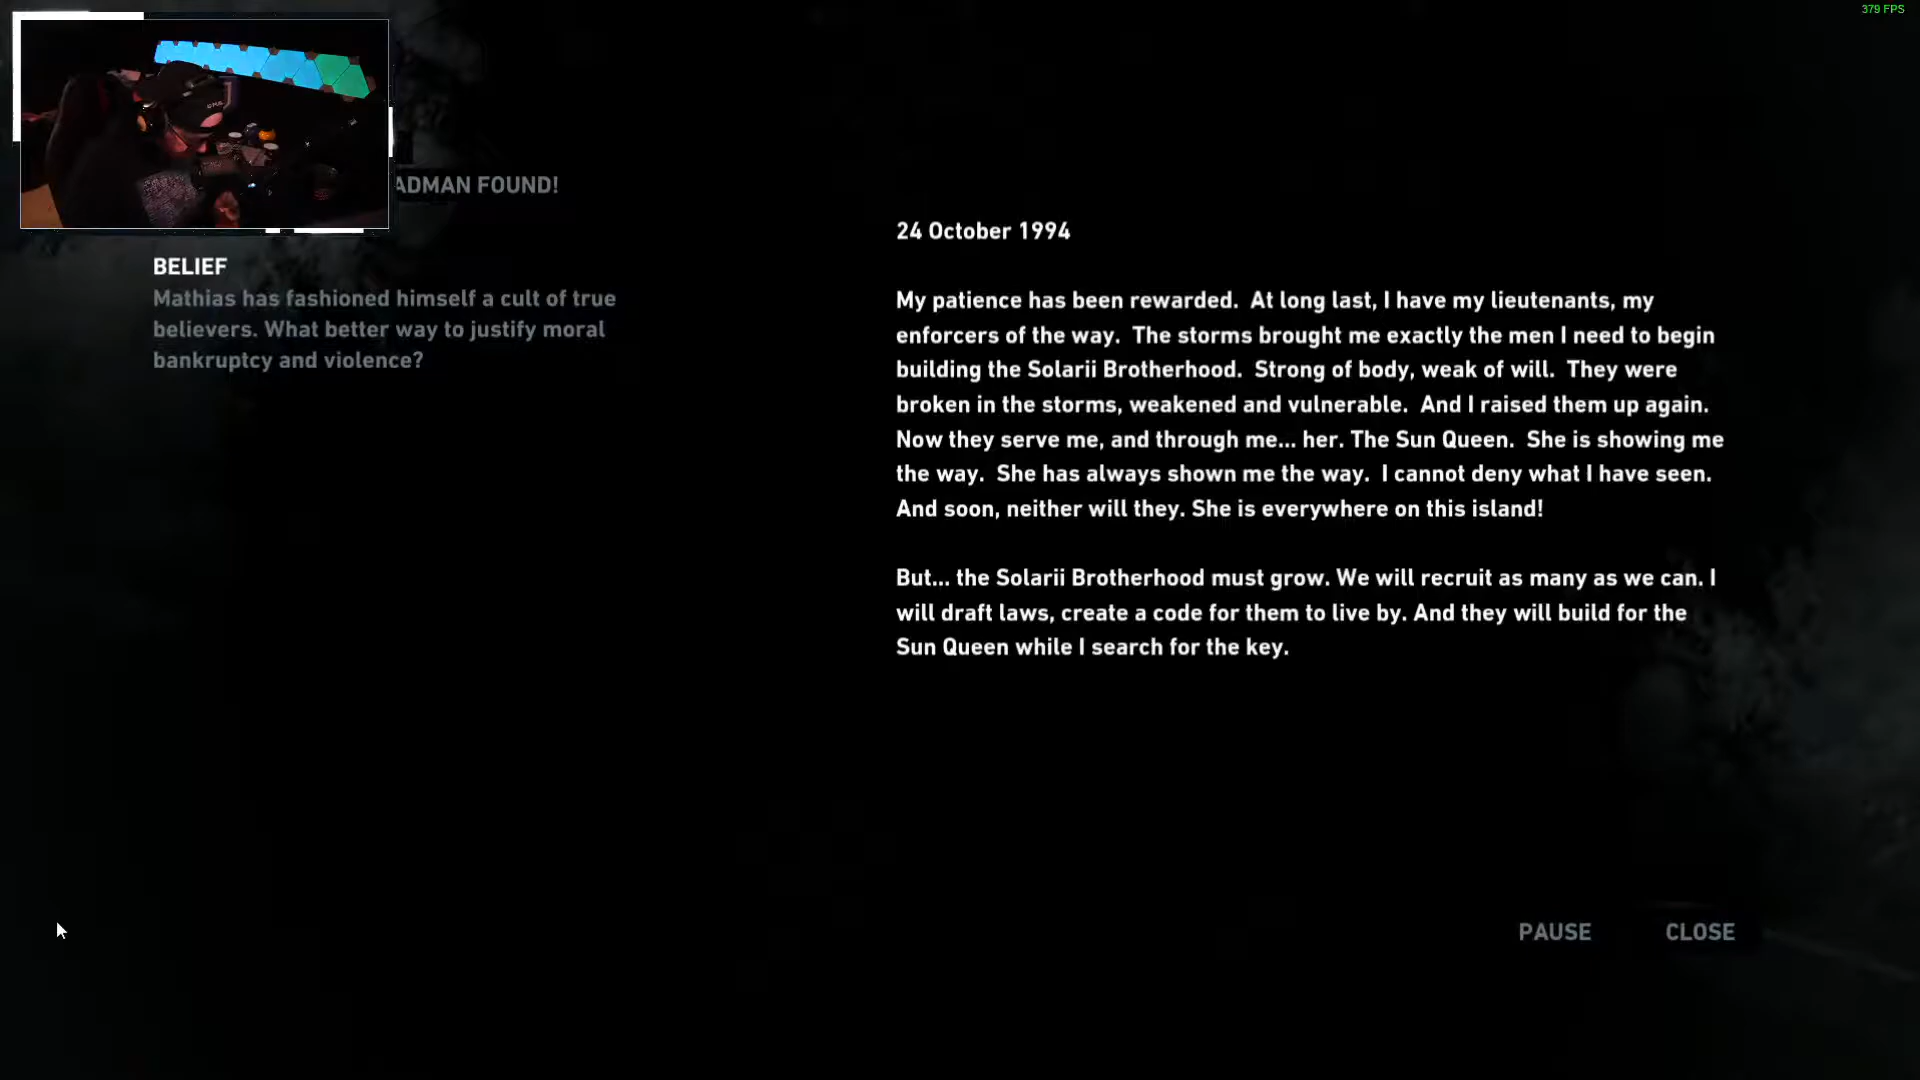 379 FPS
ADMAN FOUND!
BELIEF
Mathias has fashioned himself a cult of true
believers. What better way to justify moral
bankruptcy and violence?
24 October 1994
My patience has been rewarded.  At long last, I have my lieutenants, my
enforcers of the way.  The storms brought me exactly the men I need to begin
building the Solarii Brotherhood.  Strong of body, weak of will.  They were
broken in the storms, weakened and vulnerable.  And I raised them up again.
Now they serve me, and through me... her. The Sun Queen.  She is showing me
the way.  She has always shown me the way.  I cannot deny what I have seen.
And soon, neither will they. She is everywhere on this island!
But... the Solarii Brotherhood must grow. We will recruit as many as we can. I
will draft laws, create a code for them to live by. And they will build for the
Sun Queen while I search for the key.
PAUSE
CLOSE